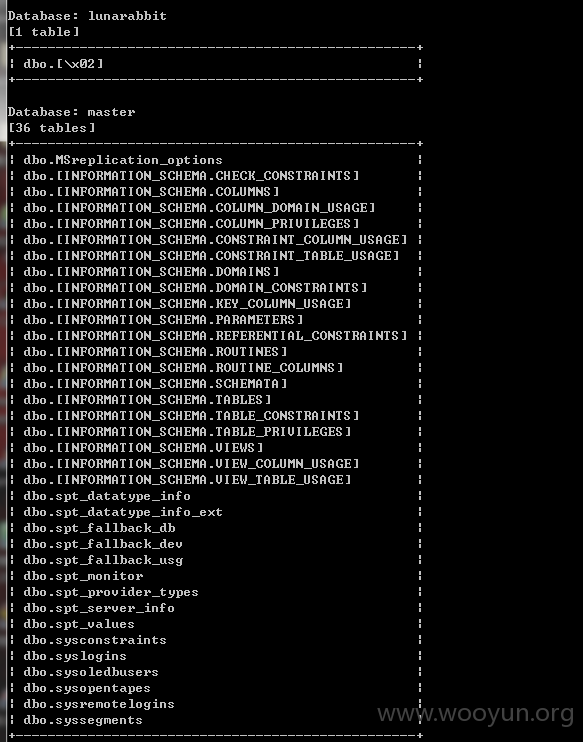 Database: lunarabbit
[1 table]
+----------------------------------------------------+
| dbo.[\x02]                                         |
+----------------------------------------------------+
Database: master
[36 tables]
+----------------------------------------------------+
| dbo.MSreplication_options                          |
| dbo.[INFORMATION_SCHEMA.CHECK_CONSTRAINTS]         |
| dbo.[INFORMATION_SCHEMA.COLUMNS]                   |
| dbo.[INFORMATION_SCHEMA.COLUMN_DOMAIN_USAGE]       |
| dbo.[INFORMATION_SCHEMA.COLUMN_PRIVILEGES]         |
| dbo.[INFORMATION_SCHEMA.CONSTRAINT_COLUMN_USAGE]   |
| dbo.[INFORMATION_SCHEMA.CONSTRAINT_TABLE_USAGE]    |
| dbo.[INFORMATION_SCHEMA.DOMAINS]                   |
| dbo.[INFORMATION_SCHEMA.DOMAIN_CONSTRAINTS]        |
| dbo.[INFORMATION_SCHEMA.KEY_COLUMN_USAGE]          |
| dbo.[INFORMATION_SCHEMA.PARAMETERS]                |
| dbo.[INFORMATION_SCHEMA.REFERENTIAL_CONSTRAINTS]   |
| dbo.[INFORMATION_SCHEMA.ROUTINES]                  |
| dbo.[INFORMATION_SCHEMA.ROUTINE_COLUMNS]           |
| dbo.[INFORMATION_SCHEMA.SCHEMATA]                  |
| dbo.[INFORMATION_SCHEMA.TABLES]                    |
| dbo.[INFORMATION_SCHEMA.TABLE_CONSTRAINTS]         |
| dbo.[INFORMATION_SCHEMA.TABLE_PRIVILEGES]          |
| dbo.[INFORMATION_SCHEMA.VIEWS]                     |
| dbo.[INFORMATION_SCHEMA.VIEW_COLUMN_USAGE]         |
| dbo.[INFORMATION_SCHEMA.VIEW_TABLE_USAGE]          |
| dbo.spt_datatype_info                              |
| dbo.spt_datatype_info_ext                          |
| dbo.spt_fallback_db                                |
| dbo.spt_fallback_dev                               |
| dbo.spt_fallback_usg                               |
| dbo.spt_monitor                                    |
| dbo.spt_provider_types                             |
| dbo.spt_server_info                                |
| dbo.spt_values                                     |
| dbo.sysconstraints                                 |
| dbo.syslogins                                      |
| dbo.sysoledbusers                                  |
| dbo.sysopentapes                                   |
| dbo.sysremotelogins                                |
| dbo.syssegments                                    |
+----------------------------------------------------+
www.wooyun.org